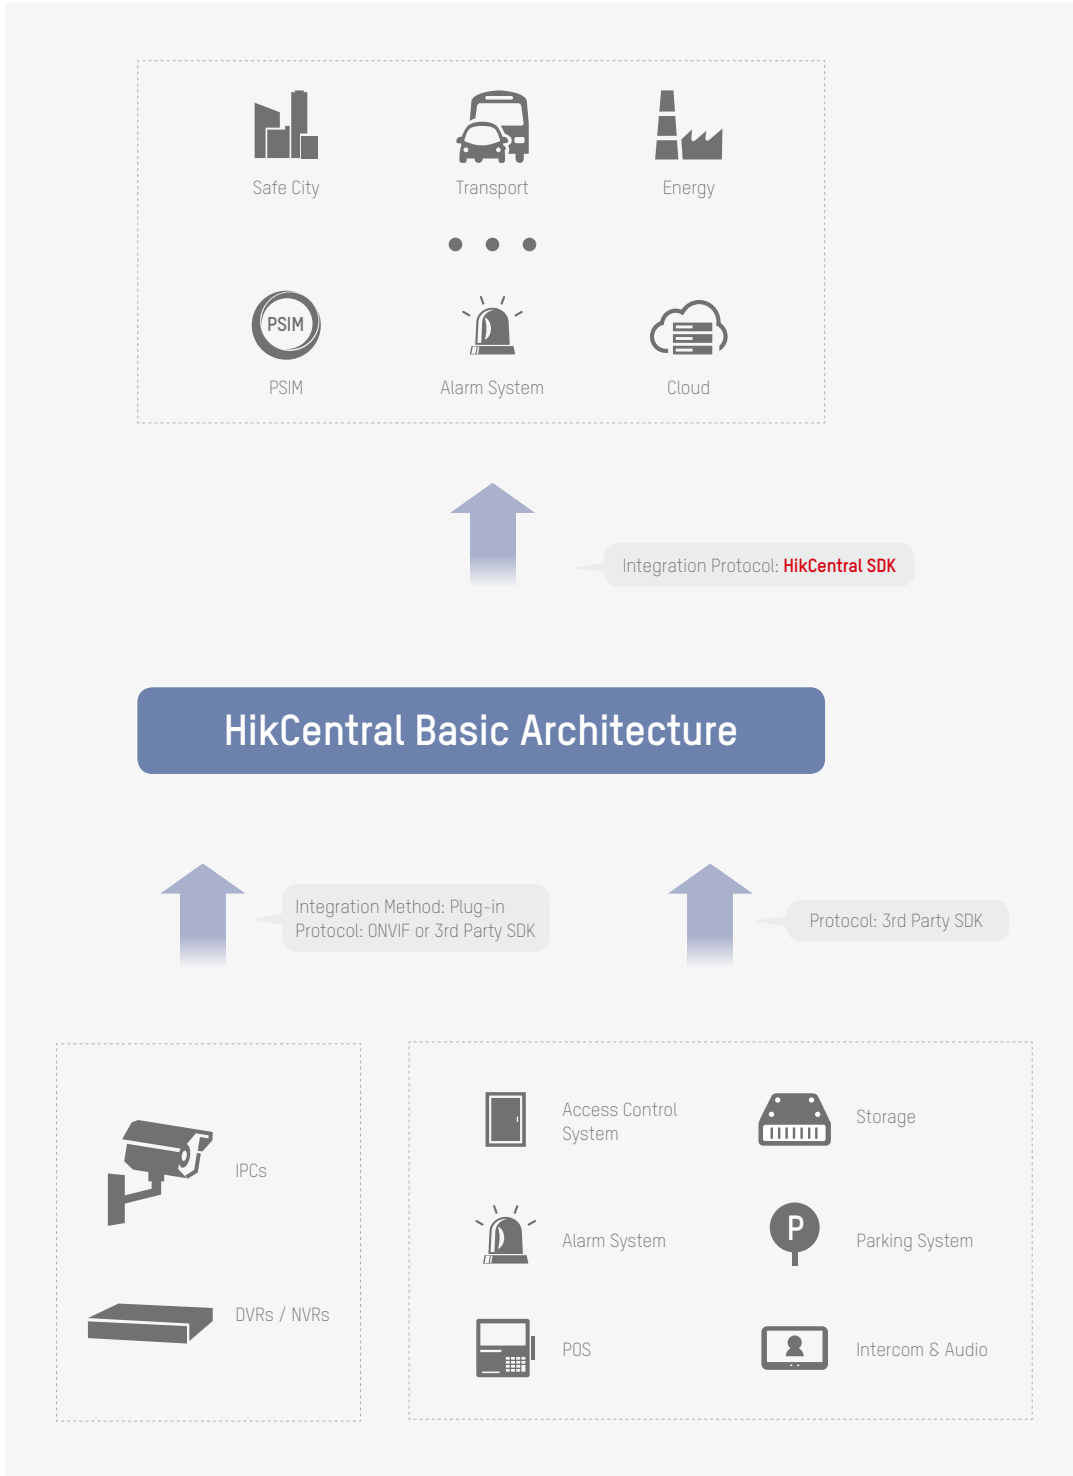 Safe City
Transport
Energy
PSIM
PSIM
Alarm System
Cloud
Integration Protocol: HikCentral SDK
HikCentral Basic Architecture
Integration Method: Plug-in
Protocol: ONVIF or 3rd Party SDK
Protocol: 3rd Party SDK
IPCs
DVRs / NVRs
Access Control
System
Storage
Alarm System
P
Parking System
POS
Intercom & Audio